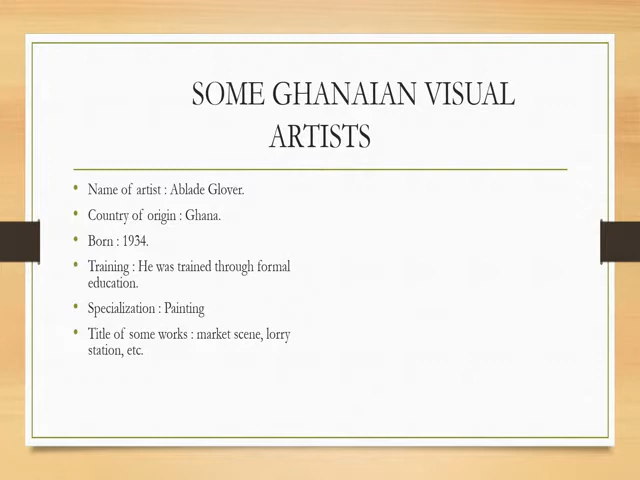 SOME GHANAIAN VISUAL
ARTISTS
• Name of artist : Ablade Glover.
• Country of origin : Ghana.
• Born : 1934.
• Training : He was trained through formal
education.
• Specialization : Painting
• Title of some works : market scene, lorry
station, etc.